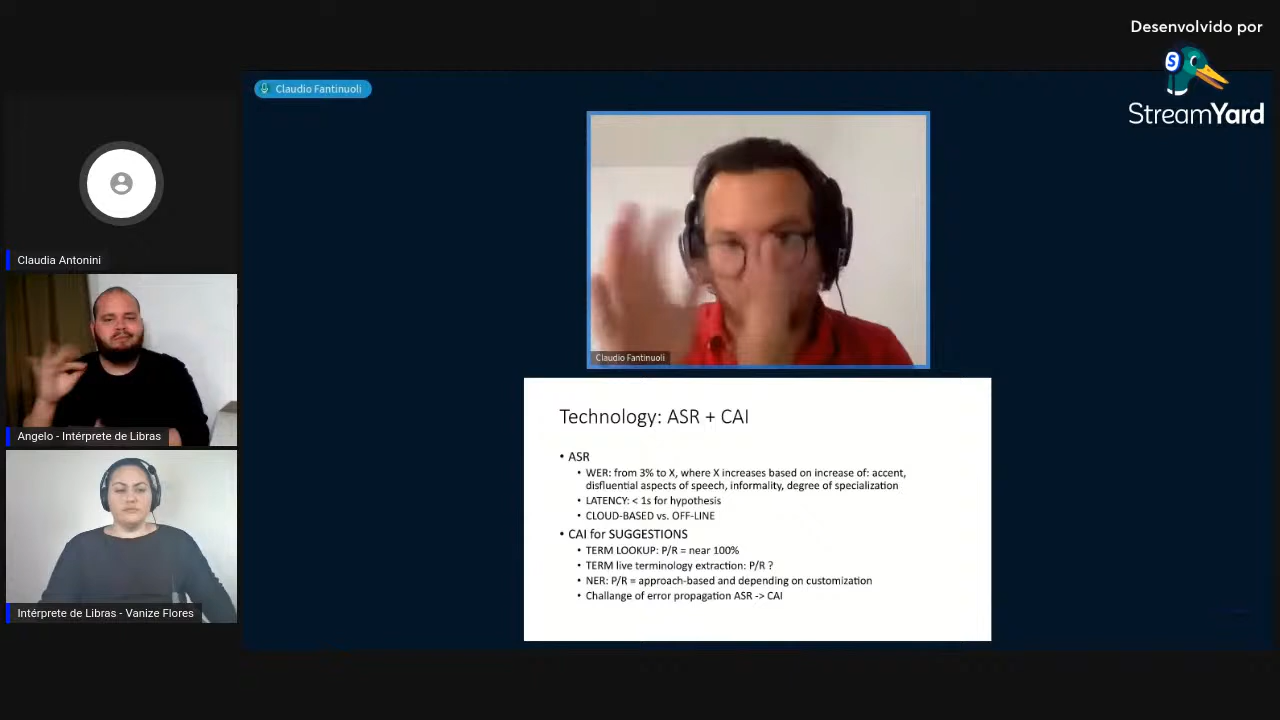 Desenvolvido por
StreamYard
Claudio Fantinuoli
Claudia Antonini
Angelo - Intérprete de Libras
Intérprete de Libras - Vanize Flores
Claudio Fantinuoli
Technology: ASR + CAI
• ASR
• WER: from 3% to X, where X increases based on increase of: accent,
disfluential aspects of speech, informality, degree of specialization
• LATENCY: < 1s for hypothesis
• CLOUD-BASED vs. OFF-LINE
• CAI for SUGGESTIONS
• TERM LOOKUP: P/R = near 100%
• TERM live terminology extraction: P/R ?
• NER: P/R = approach-based and depending on customization
• Challange of error propagation ASR -> CAI